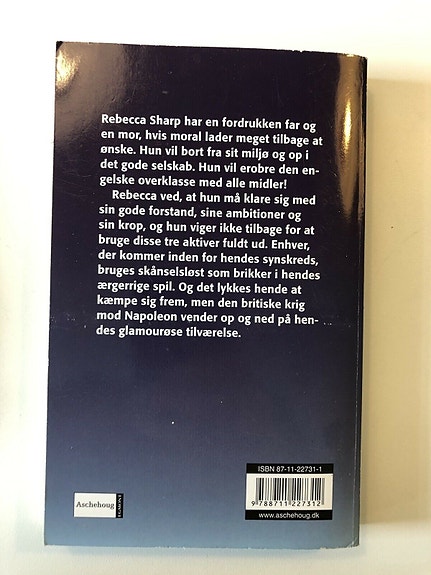 Rebecca Sharp har en fordrukken far og
en mor, hvis moral lader meget tilbage at
ønske. Hun vil bort fra sit miljø og op i
det gode selskab. Hun vil erobre den en-
gelske overklasse med alle midler!
Rebecca ved, at hun må klare sig med
sin gode forstand, sine ambitioner og
sin krop, og hun viger ikke tilbage for at
bruge disse tre aktiver fuldt ud. Enhver,
der kommer inden for hendes synskreds,
bruges skånselsløst som brikker i hendes
ærgerrige spil. Og det lykkes hende at
kæmpe sig frem, men den britiske krig
mod Napoleon vender op og ned på hen-
des glamourøse tilværelse.
ISBN 87-11-22731-1
9 788711 227312
www.aschehoug.dk
Aschehoug
EGMONT